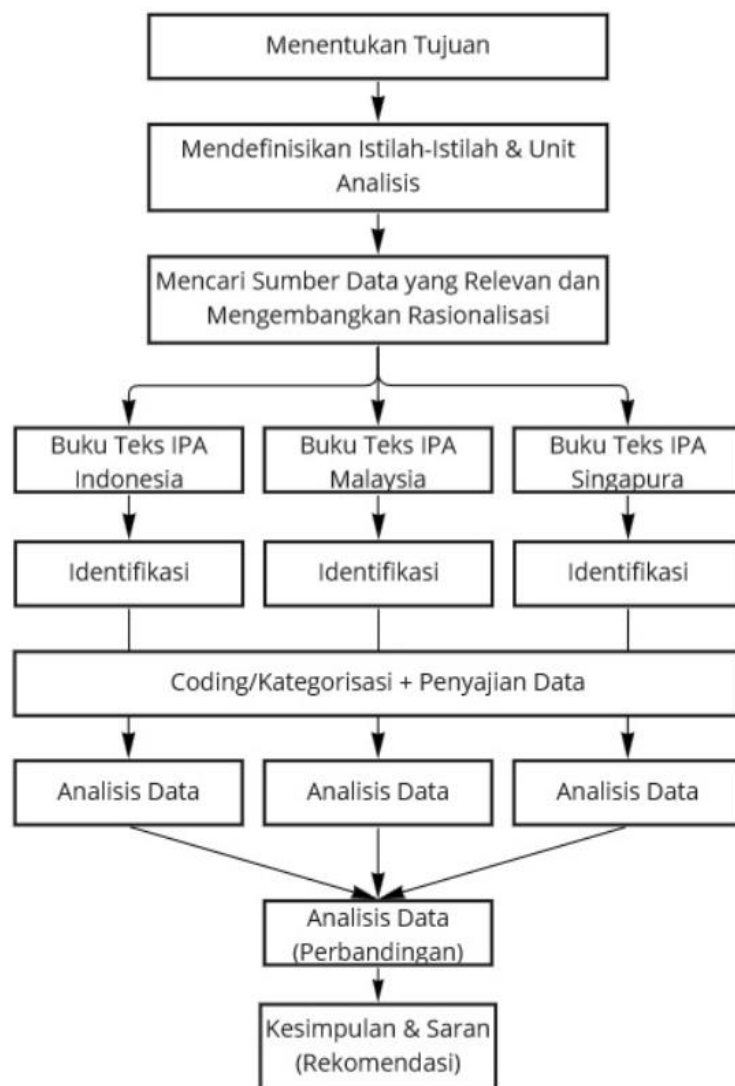 Menentukan Tujuan
Mendefinisikan Istilah-Istilah & Unit
Analisis
Mencari Sumber Data yang Relevan dan
Mengembangkan Rasionalisasi
Buku Teks IPA
Indonesia
Buku Teks IPA
Malaysia
Buku Teks IPA
Singapura
Identifikasi
Identifikasi
Identifikasi
Coding/Kategorisasi + Penyajian Data
Analisis Data
Analisis Data
Analisis Data
Analisis Data
(Perbandingan)
Kesimpulan & Saran
(Rekomendasi)